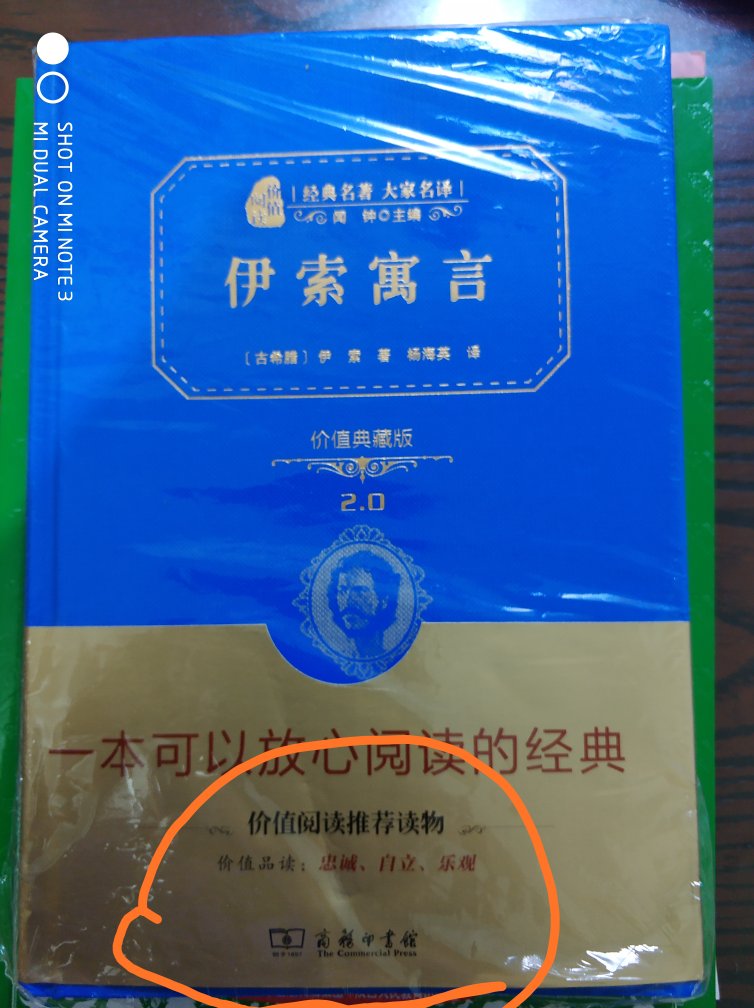 SHOT ON MI NOTE 3
MI DUAL CAMERA
价值阅读
经典名著 大家名译
闻 钟 主编
伊索寓言
〔古希腊〕伊 索 著 杨海英 译
价值典藏版
2.0
一本可以放心阅读的经典
价值阅读推荐读物
价值品读：忠诚、自立、乐观
商务印书馆
The Commercial Press